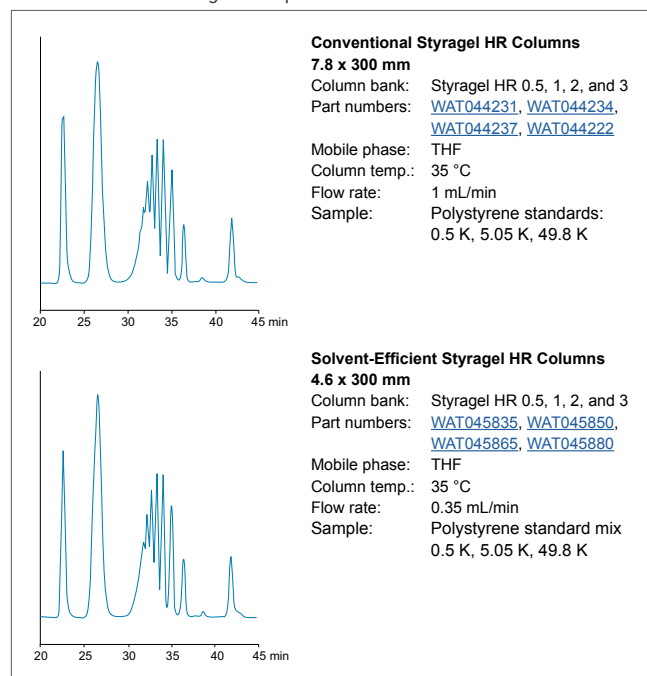 Conventional Styragel HR Columns
7.8 x 300 mm
Column bank: Styragel HR 0.5, 1, 2, and 3
Part numbers: WAT044231, WAT044234,
WAT044237, WAT044222
Mobile phase: THF
Column temp.: 35 °C
Flow rate: 1 mL/min
Sample: Polystyrene standards:
0.5 K, 5.05 K, 49.8 K
20 25 30 35 40 45 min
Solvent-Efficient Styragel HR Columns
4.6 x 300 mm
Column bank: Styragel HR 0.5, 1, 2, and 3
Part numbers: WAT045835, WAT045850,
WAT045865, WAT045880
Mobile phase: THF
Column temp.: 35 °C
Flow rate: 0.35 mL/min
Sample: Polystyrene standard mix
0.5 K, 5.05 K, 49.8 K
20 25 30 35 40 45 min